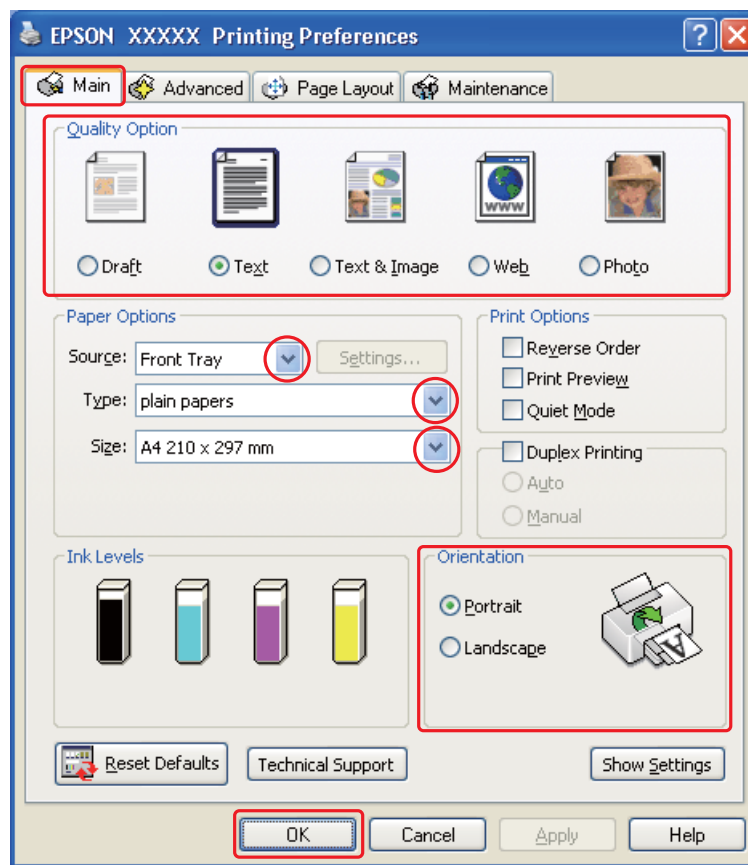 EPSON XXXXX Printing Preferences
Main Advanced Page Layout Maintenance
Quality Option
WWW
Draft Text Text & Image Web Photo
Paper Options
Source: Front Tray Settings...
Type: plain papers
Size: A4 210 x 297 mm
Print Options
Reverse Order
Print Preview
Quiet Mode
Duplex Printing
Auto
Manual
Ink Levels
Orientation
Portrait
Landscape
A
Reset Defaults Technical Support Show Settings
OK Cancel Apply Help